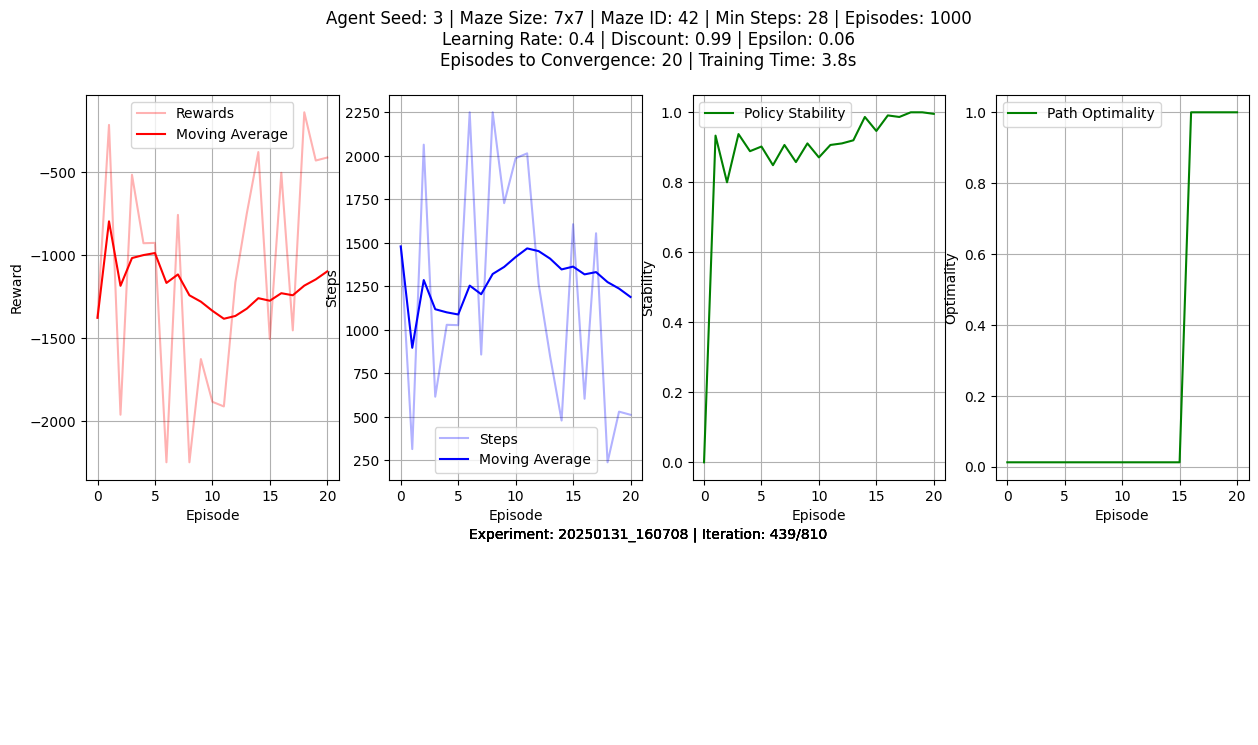 Agent Seed: 3 | Maze Size: 7x7 | Maze ID: 42 | Min Steps: 28 | Episodes: 1000
Learning Rate: 0.4 | Discount: 0.99 | Epsilon: 0.06
Episodes to Convergence: 20 | Training Time: 3.8s
Rewards
Moving Average
Reward
−500
−1000
−1500
−2000
0 5 10 15 20
Episode
Steps
Moving Average
Steps
2250
2000
1750
1500
1250
1000
750
500
250
0 5 10 15 20
Episode
Policy Stability
Stability
1.0
0.8
0.6
0.4
0.2
0.0
0 5 10 15 20
Episode
Path Optimality
Optimality
1.0
0.8
0.6
0.4
0.2
0.0
0 5 10 15 20
Episode
Experiment: 20250131_160708 | Iteration: 439/810